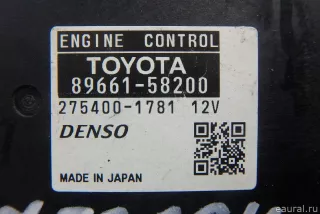 ENGINE CONTROL
TOYOTA
89661-58200
275400-1781 12V
DENSO
MADE IN JAPAN
eaural.ru